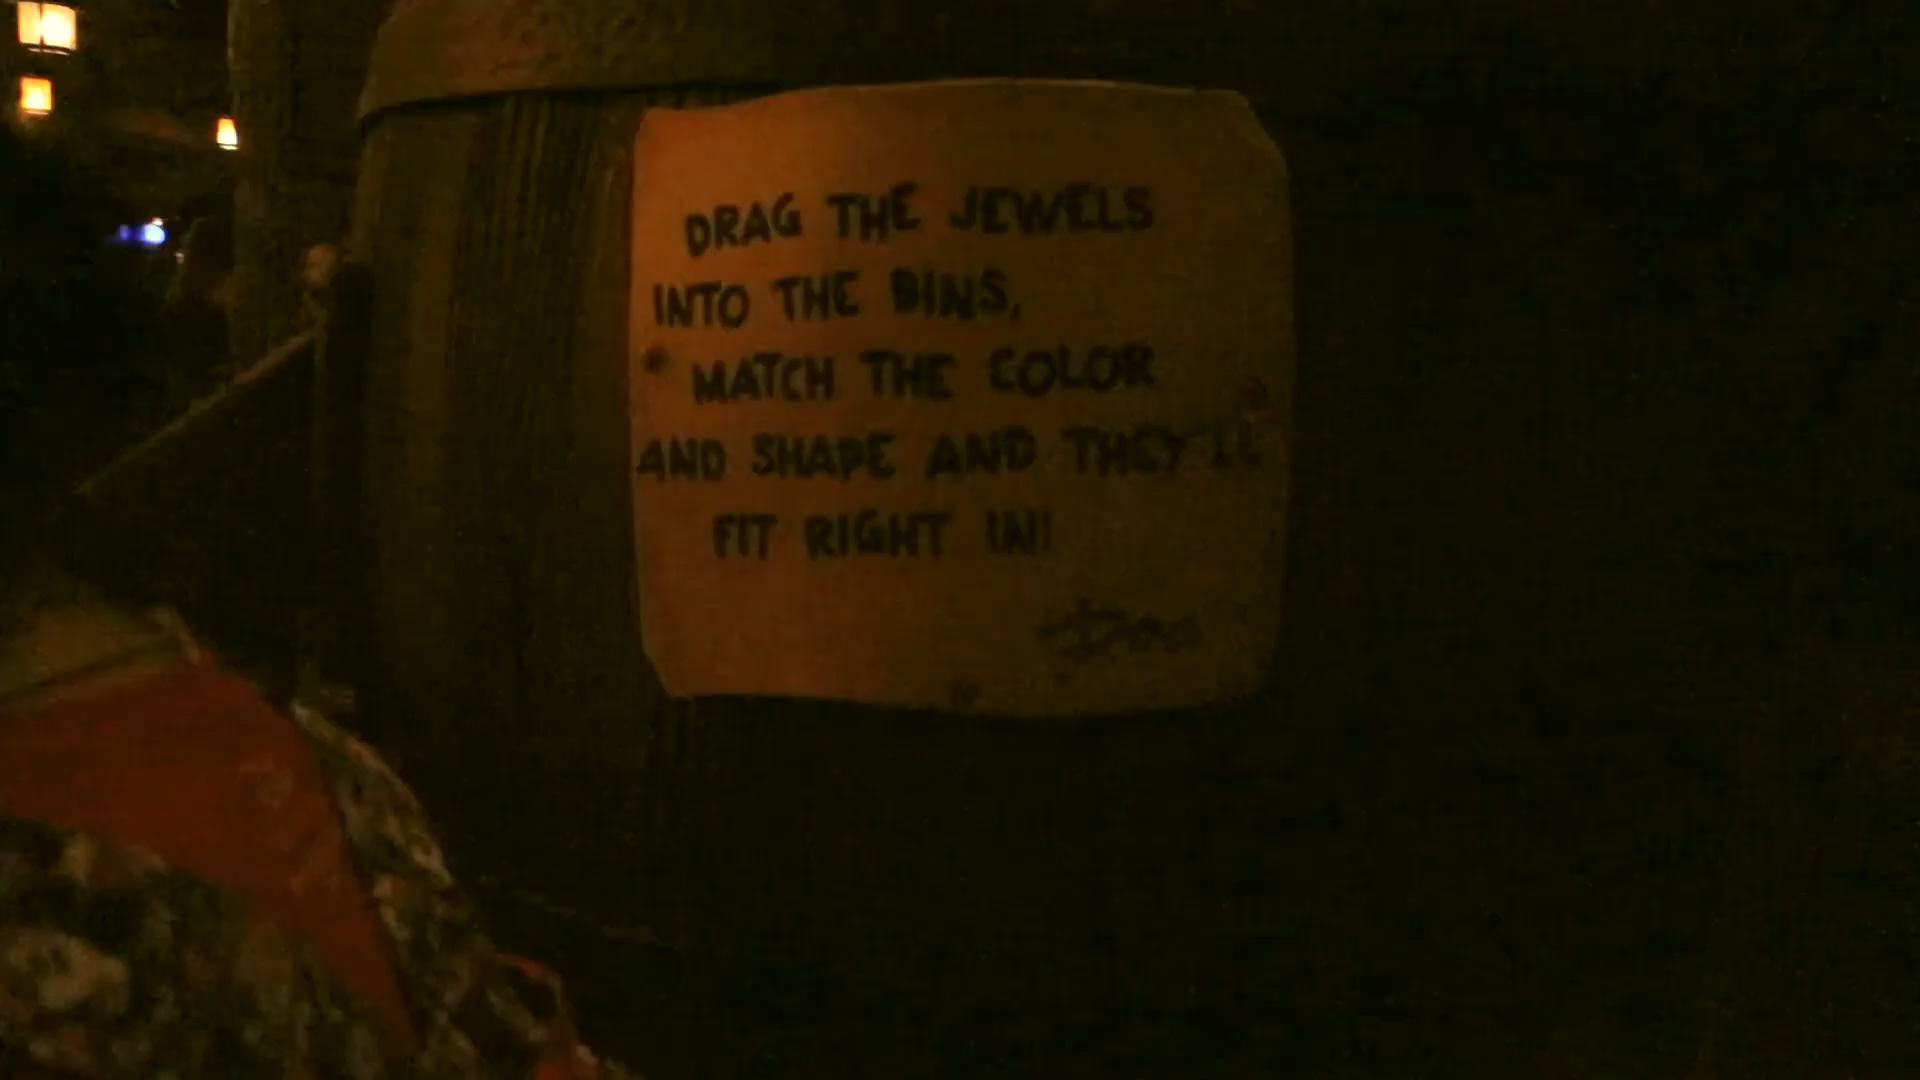 DRAG THE JEWELS
INTO THE BINS,
MATCH THE COLOR
AND SHAPE AND THEY'LL
FIT RIGHT IN!